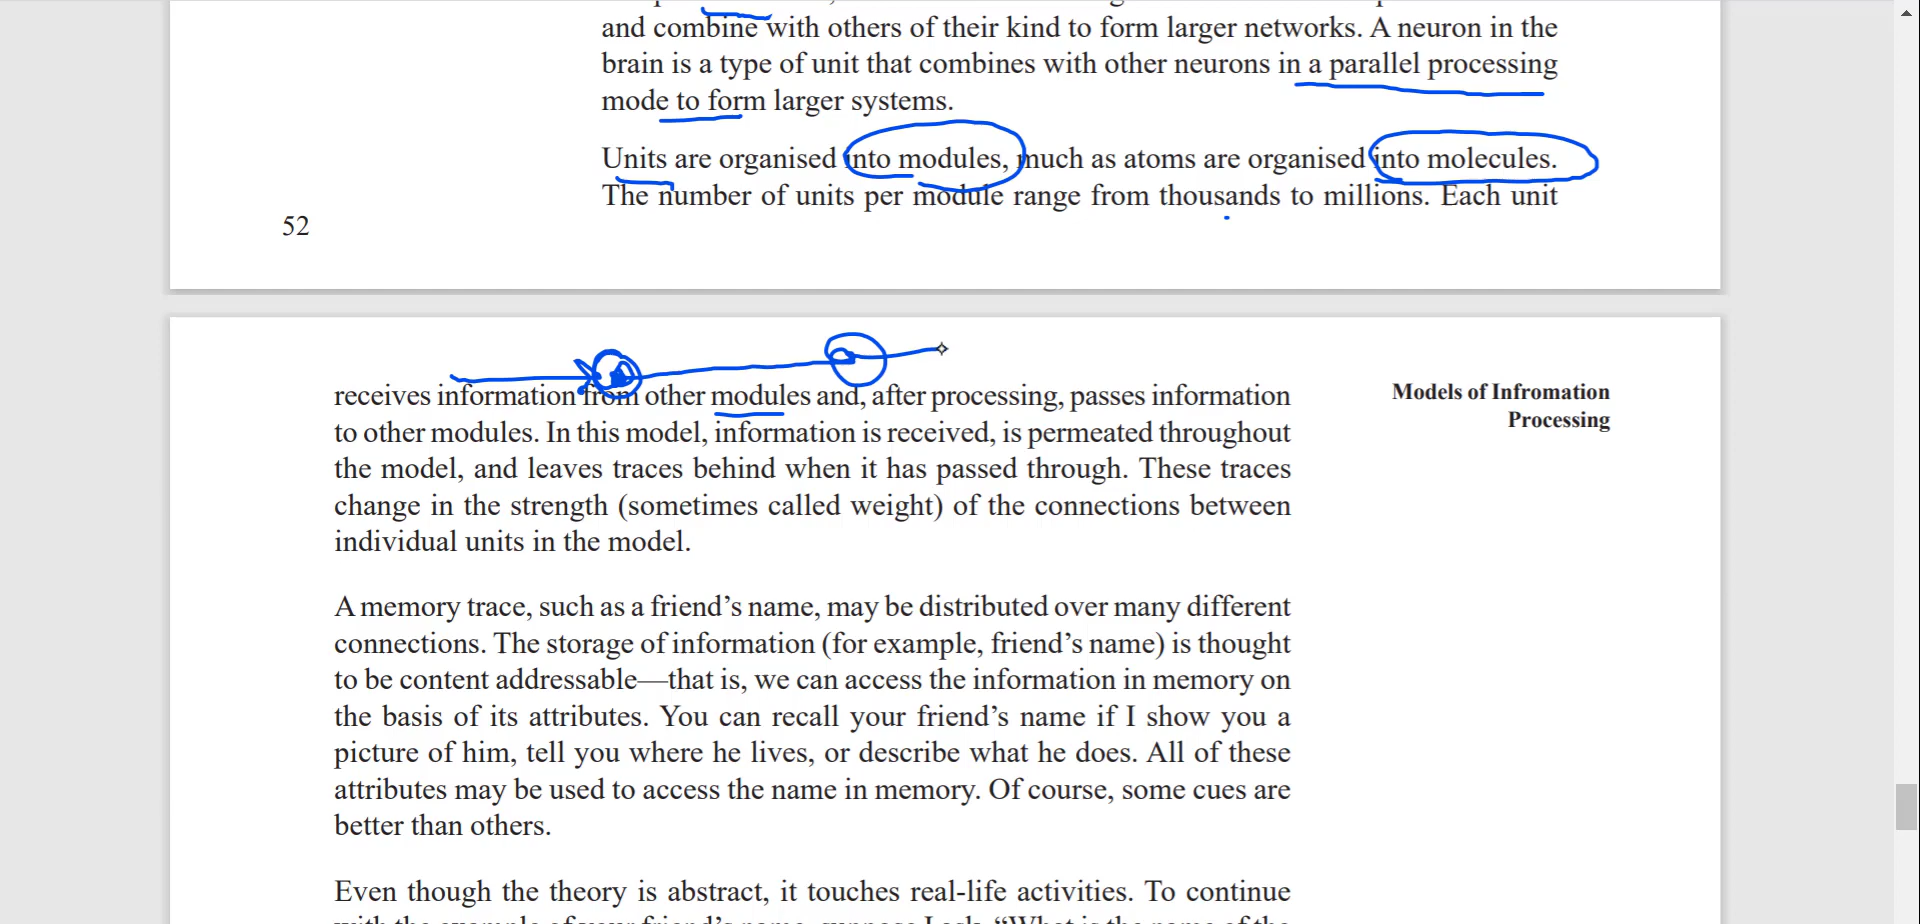 and combine with others of their kind to form larger networks. A neuron in the
brain is a type of unit that combines with other neurons in a parallel processing
mode to form larger systems.
Units are organised into modules, much as atoms are organised into molecules.
The number of units per module range from thousands to millions. Each unit
52
receives information from other modules and, after processing, passes information
to other modules. In this model, information is received, is permeated throughout
the model, and leaves traces behind when it has passed through. These traces
change in the strength (sometimes called weight) of the connections between
individual units in the model.
Models of Infromation
Processing
A memory trace, such as a friend's name, may be distributed over many different
connections. The storage of information (for example, friend's name) is thought
to be content addressable—that is, we can access the information in memory on
the basis of its attributes. You can recall your friend's name if I show you a
picture of him, tell you where he lives, or describe what he does. All of these
attributes may be used to access the name in memory. Of course, some cues are
better than others.
Even though the theory is abstract, it touches real-life activities. To continue